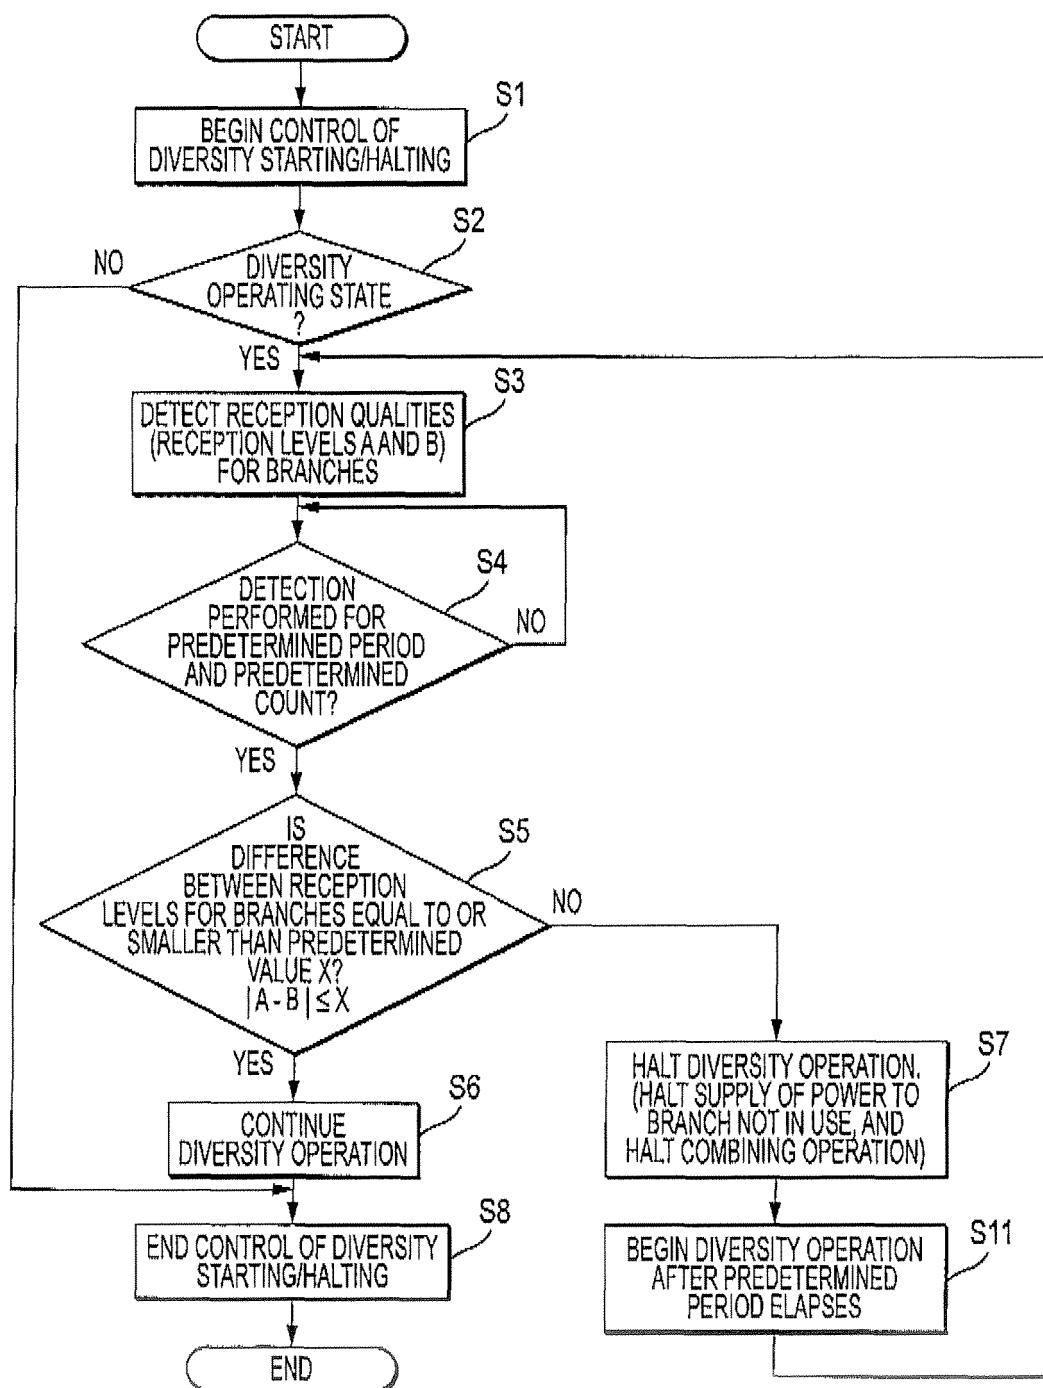 START
S1
BEGIN CONTROL OF
DIVERSITY STARTING/HALTING
S2
NO
DIVERSITY
OPERATING STATE
?
YES
S3
DETECT RECEPTION QUALITIES
(RECEPTION LEVELS A AND B)
FOR BRANCHES
S4
DETECTION
PERFORMED FOR
PREDETERMINED PERIOD
AND PREDETERMINED
COUNT?
NO
YES
S5
IS
DIFFERENCE
BETWEEN RECEPTION
LEVELS FOR BRANCHES EQUAL TO OR
SMALLER THAN PREDETERMINED
VALUE X?
|A - B| ≤ X
NO
YES
S6
CONTINUE
DIVERSITY OPERATION
S7
HALT DIVERSITY OPERATION.
(HALT SUPPLY OF POWER TO
BRANCH NOT IN USE, AND
HALT COMBINING OPERATION)
S8
END CONTROL OF DIVERSITY
STARTING/HALTING
S11
BEGIN DIVERSITY OPERATION
AFTER PREDETERMINED
PERIOD ELAPSES
END